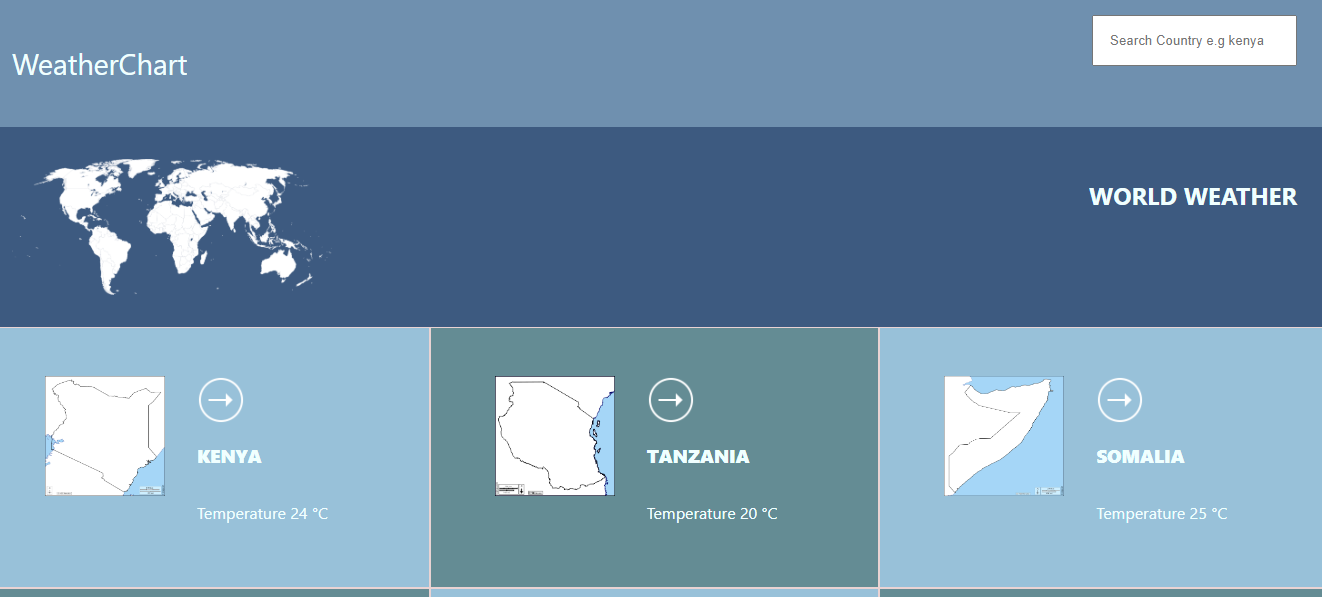 WeatherChart
Search Country e.g kenya
WORLD WEATHER
KENYA
Temperature 24 °C
TANZANIA
Temperature 20 °C
SOMALIA
Temperature 25 °C